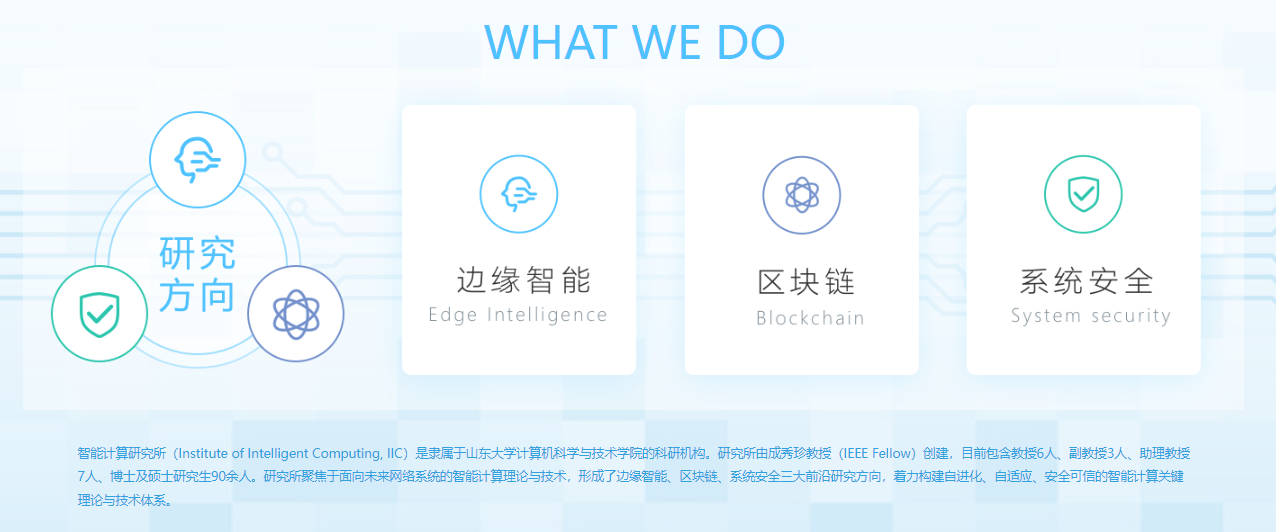 WHAT WE DO
研究
方向
边缘智能
Edge Intelligence
区块链
Blockchain
系统安全
System security
智能计算研究所（Institute of Intelligent Computing, IIC）是隶属于山东大学计算机科学与技术学院的科研机构。研究所由成秀珍教授（IEEE Fellow）创建，目前包含教授6人、副教授3人、助理教授
7人、博士及硕士研究生90余人。研究所聚焦于面向未来网络系统的智能计算理论与技术，形成了边缘智能、区块链、系统安全三大前沿研究方向，着力构建自进化、自适应、安全可信的智能计算关键
理论与技术体系。